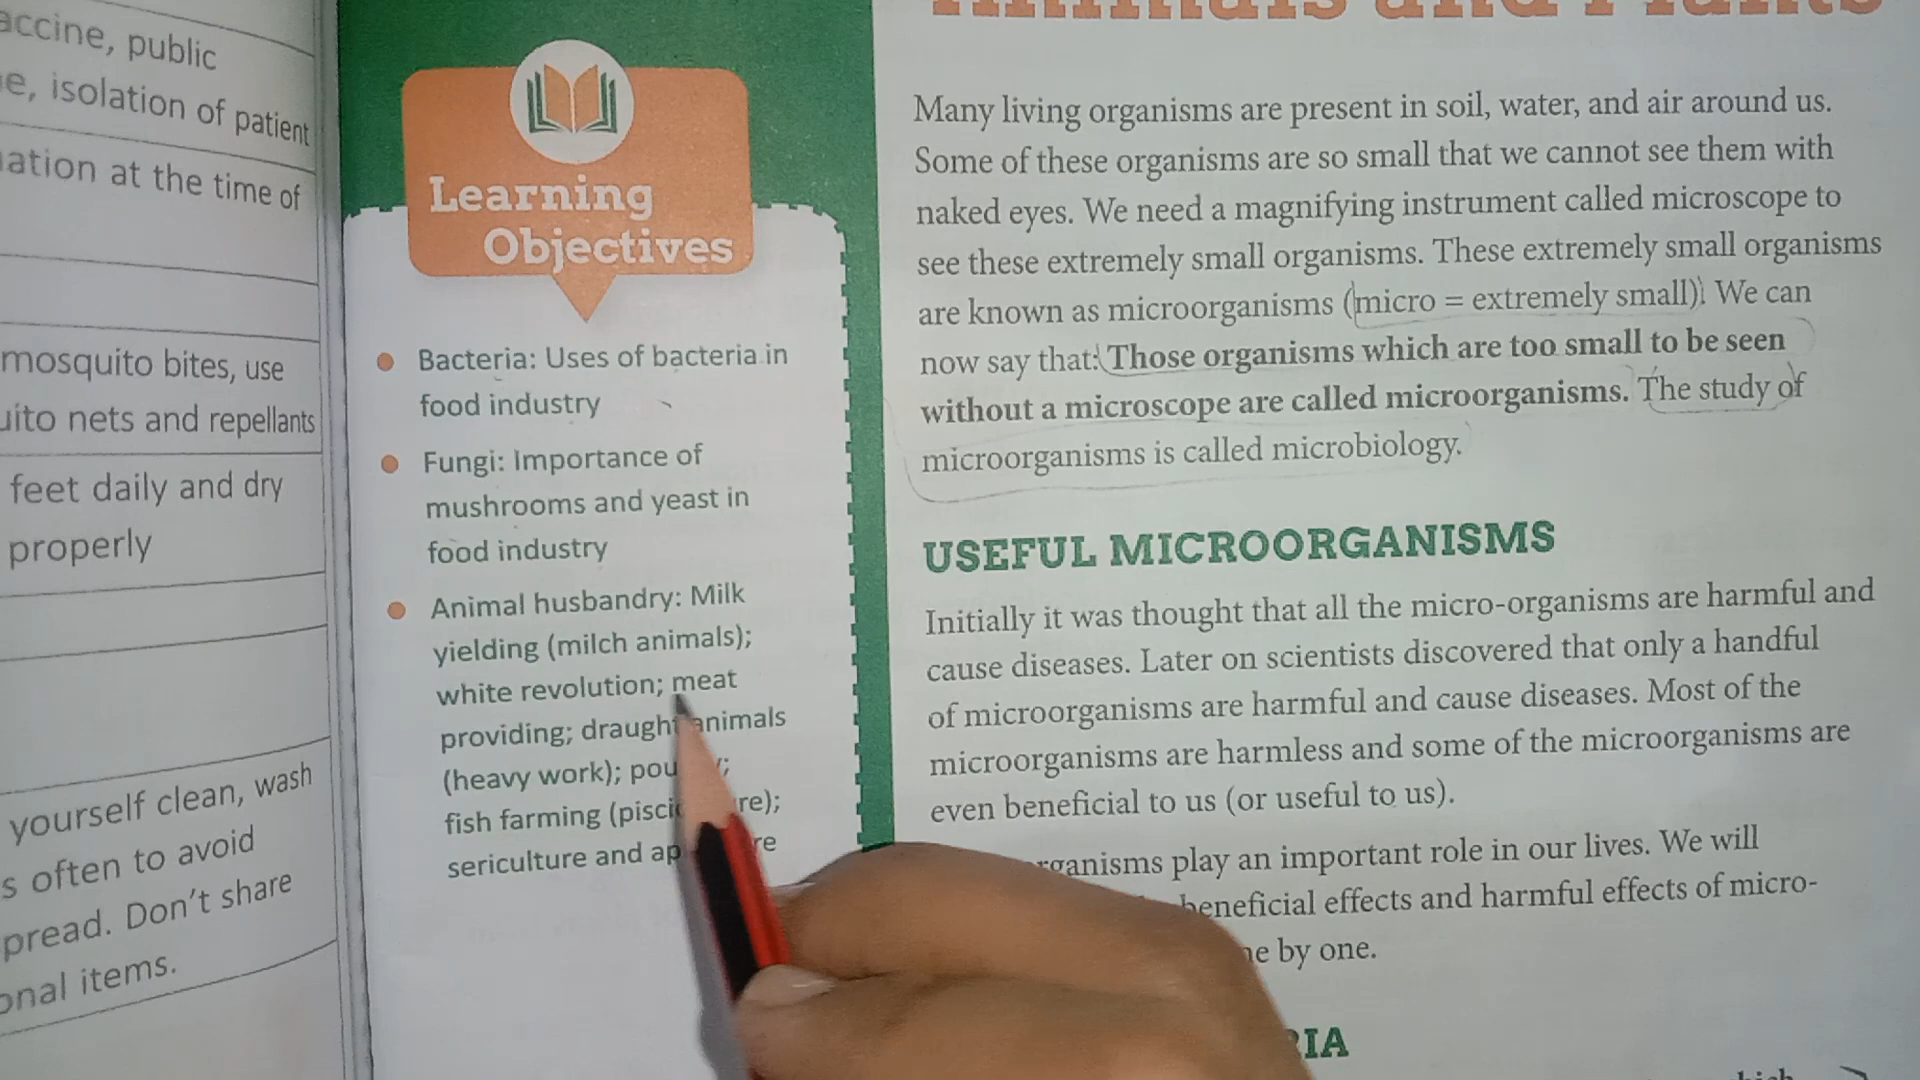 accine, public
e, isolation of patient
ation at the time of
mosquito bites, use
uito nets and repellants
feet daily and dry
properly
yourself clean, wash
s often to avoid
pread. Don't share
onal items.
Learning
Objectives
Bacteria: Uses of bacteria in
food industry
Fungi: Importance of
mushrooms and yeast in
food industry
Animal husbandry: Milk
yielding (milch animals);
white revolution; meat
providing; draught animals
(heavy work); pou
fish farming (pisci re);
sericulture and ap re
Animals and Plants
Many living organisms are present in soil, water, and air around us.
Some of these organisms are so small that we cannot see them with
naked eyes. We need a magnifying instrument called microscope to
see these extremely small organisms. These extremely small organisms
are known as microorganisms (micro = extremely small). We can
now say that: Those organisms which are too small to be seen
without a microscope are called microorganisms. The study of
microorganisms is called microbiology.
USEFUL MICROORGANISMS
Initially it was thought that all the micro-organisms are harmful and
cause diseases. Later on scientists discovered that only a handful
of microorganisms are harmful and cause diseases. Most of the
microorganisms are harmless and some of the microorganisms are
even beneficial to us (or useful to us).
rganisms play an important role in our lives. We will
beneficial effects and harmful effects of micro-
ne by one.
RIA
which